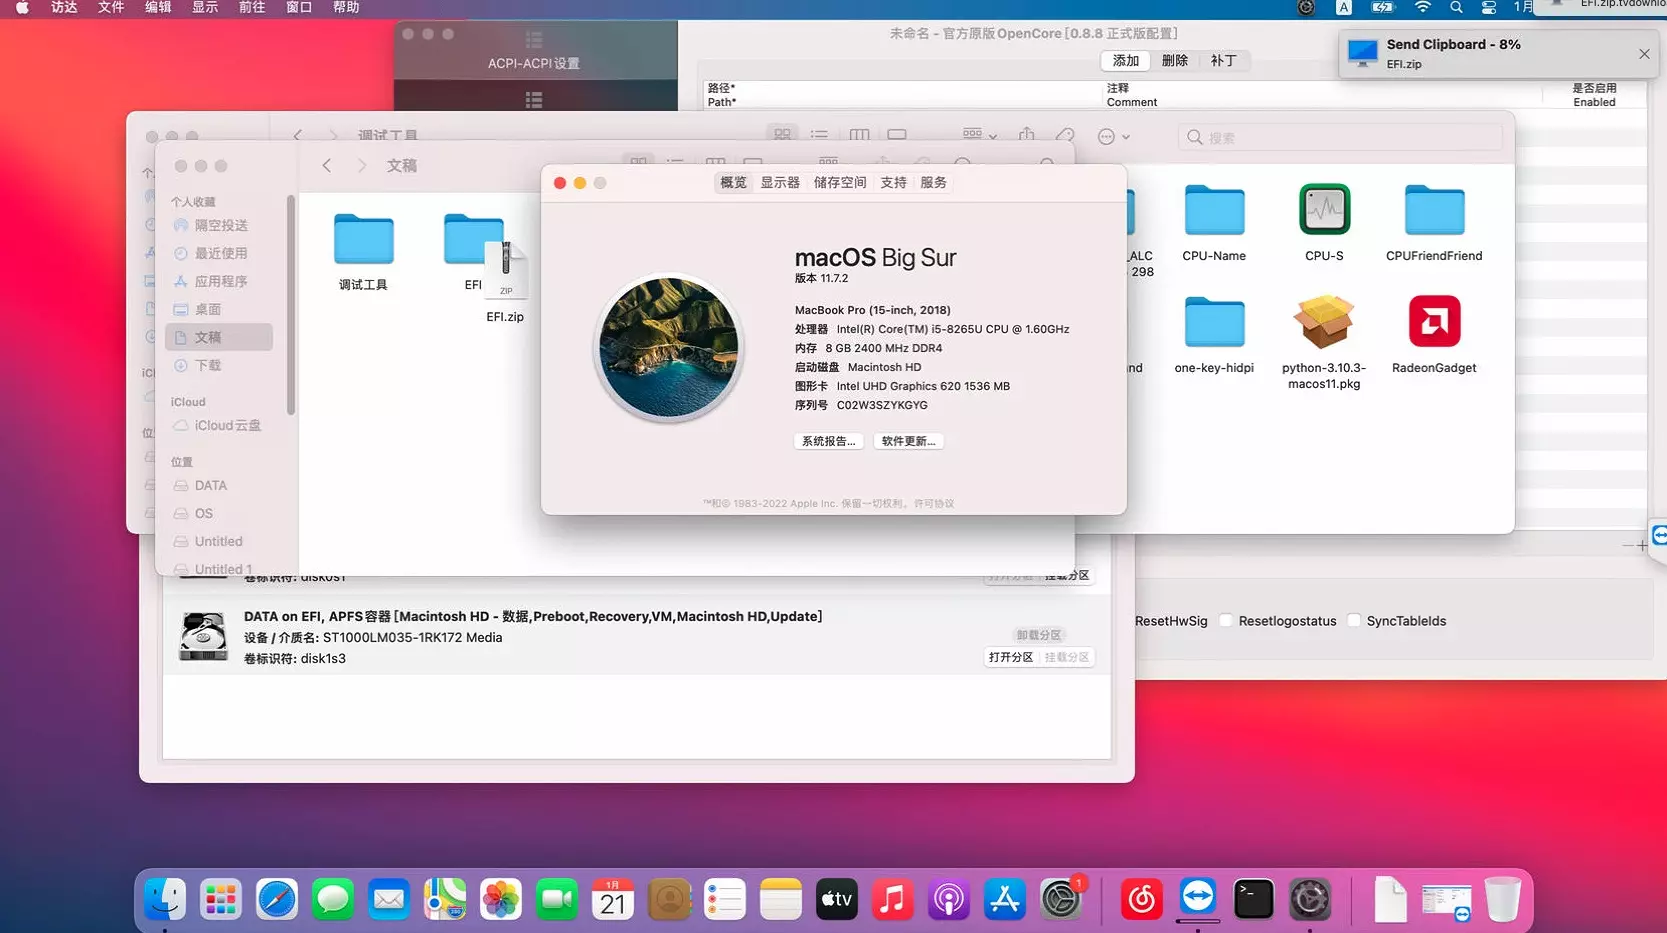 访达 文件 编辑 显示 前往 窗口 帮助
A
1月
EFI.zip.tvdownlo
Send Clipboard - 8%
EFI.zip
ACPI-ACPI设置
未命名 - 官方原版OpenCore[0.8.8 正式版配置]
添加 删除 补丁
路径*
Path*
注释
Comment
是否启用
Enabled
调试工具
搜索
文稿
个人收藏
隔空投送
最近使用
应用程序
桌面
文稿
下载
iCloud
iCloud云盘
位置
DATA
OS
Untitled
Untitled 1
调试工具
EFI
ZIP
EFI.zip
概览 显示器 储存空间 支持 服务
macOS Big Sur
版本 11.7.2
MacBook Pro (15-inch, 2018)
处理器 Intel(R) Core(TM) i5-8265U CPU @ 1.60GHz
内存 8 GB 2400 MHz DDR4
启动磁盘 Macintosh HD
图形卡 Intel UHD Graphics 620 1536 MB
序列号 C02W3SZYKGYG
系统报告... 软件更新...
™和© 1983-2022 Apple Inc. 保留一切权利。许可协议
_ALC
298
CPU-Name
CPU-S
CPUFriendFriend
nd
one-key-hidpi
python-3.10.3-
macos11.pkg
RadeonGadget
卷标识符: disk0s1
打开分区 挂载分区
DATA on EFI, APFS容器[Macintosh HD - 数据,Preboot,Recovery,VM,Macintosh HD,Update]
设备 / 介质名: ST1000LM035-1RK172 Media
卷标识符: disk1s3
卸载分区
打开分区 挂载分区
ResetHwSig Resetlogostatus SyncTableIds
1月
21
tv
1